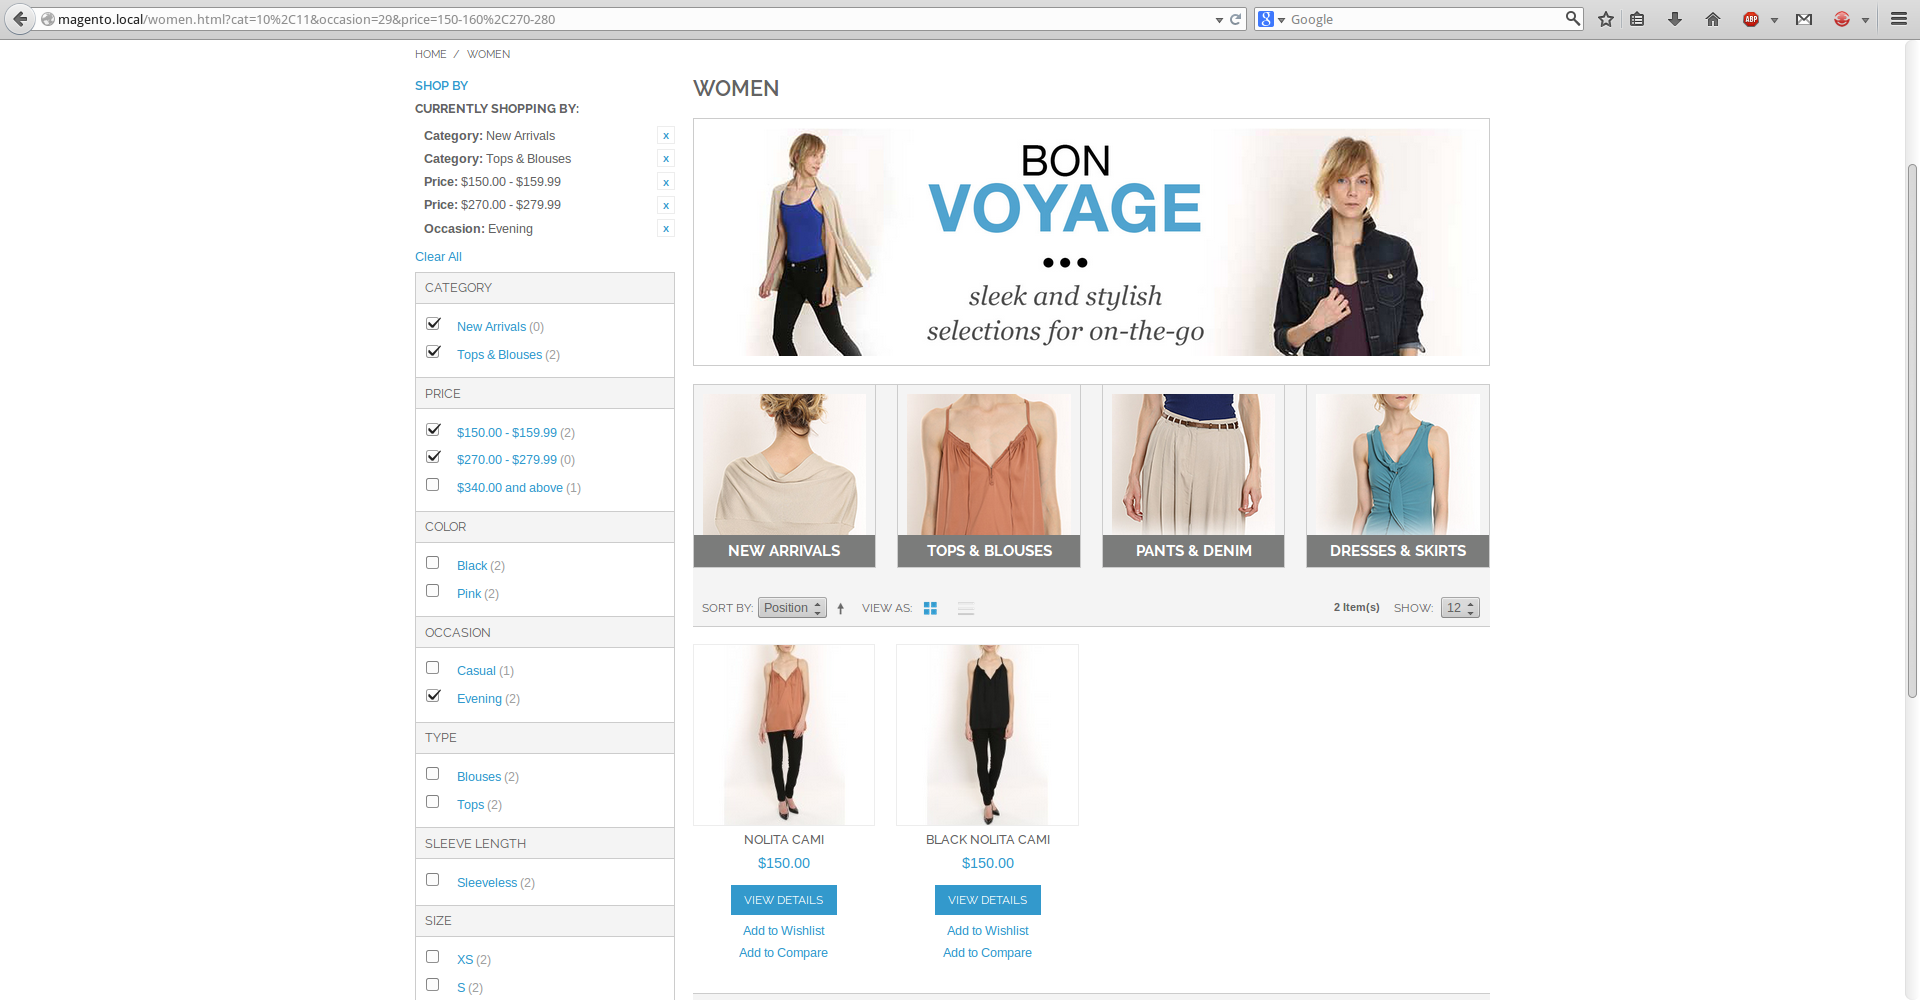 magento.local/women.html?cat=10%2C11&occasion=29&price=150-160%2C270-280
Google
ABP
HOME / WOMEN
SHOP BY
CURRENTLY SHOPPING BY:
Category: New Arrivals x
Category: Tops & Blouses x
Price: $150.00 - $159.99 x
Price: $270.00 - $279.99 x
Occasion: Evening x
Clear All
CATEGORY
New Arrivals (0)
Tops & Blouses (2)
PRICE
$150.00 - $159.99 (2)
$270.00 - $279.99 (0)
$340.00 and above (1)
COLOR
Black (2)
Pink (2)
OCCASION
Casual (1)
Evening (2)
TYPE
Blouses (2)
Tops (2)
SLEEVE LENGTH
Sleeveless (2)
SIZE
XS (2)
S (2)
WOMEN
BON
VOYAGE
sleek and stylish
selections for on-the-go
NEW ARRIVALS
TOPS & BLOUSES
PANTS & DENIM
DRESSES & SKIRTS
SORT BY: Position VIEW AS: 2 Item(s) SHOW: 12
NOLITA CAMI
$150.00
VIEW DETAILS
Add to Wishlist
Add to Compare
BLACK NOLITA CAMI
$150.00
VIEW DETAILS
Add to Wishlist
Add to Compare